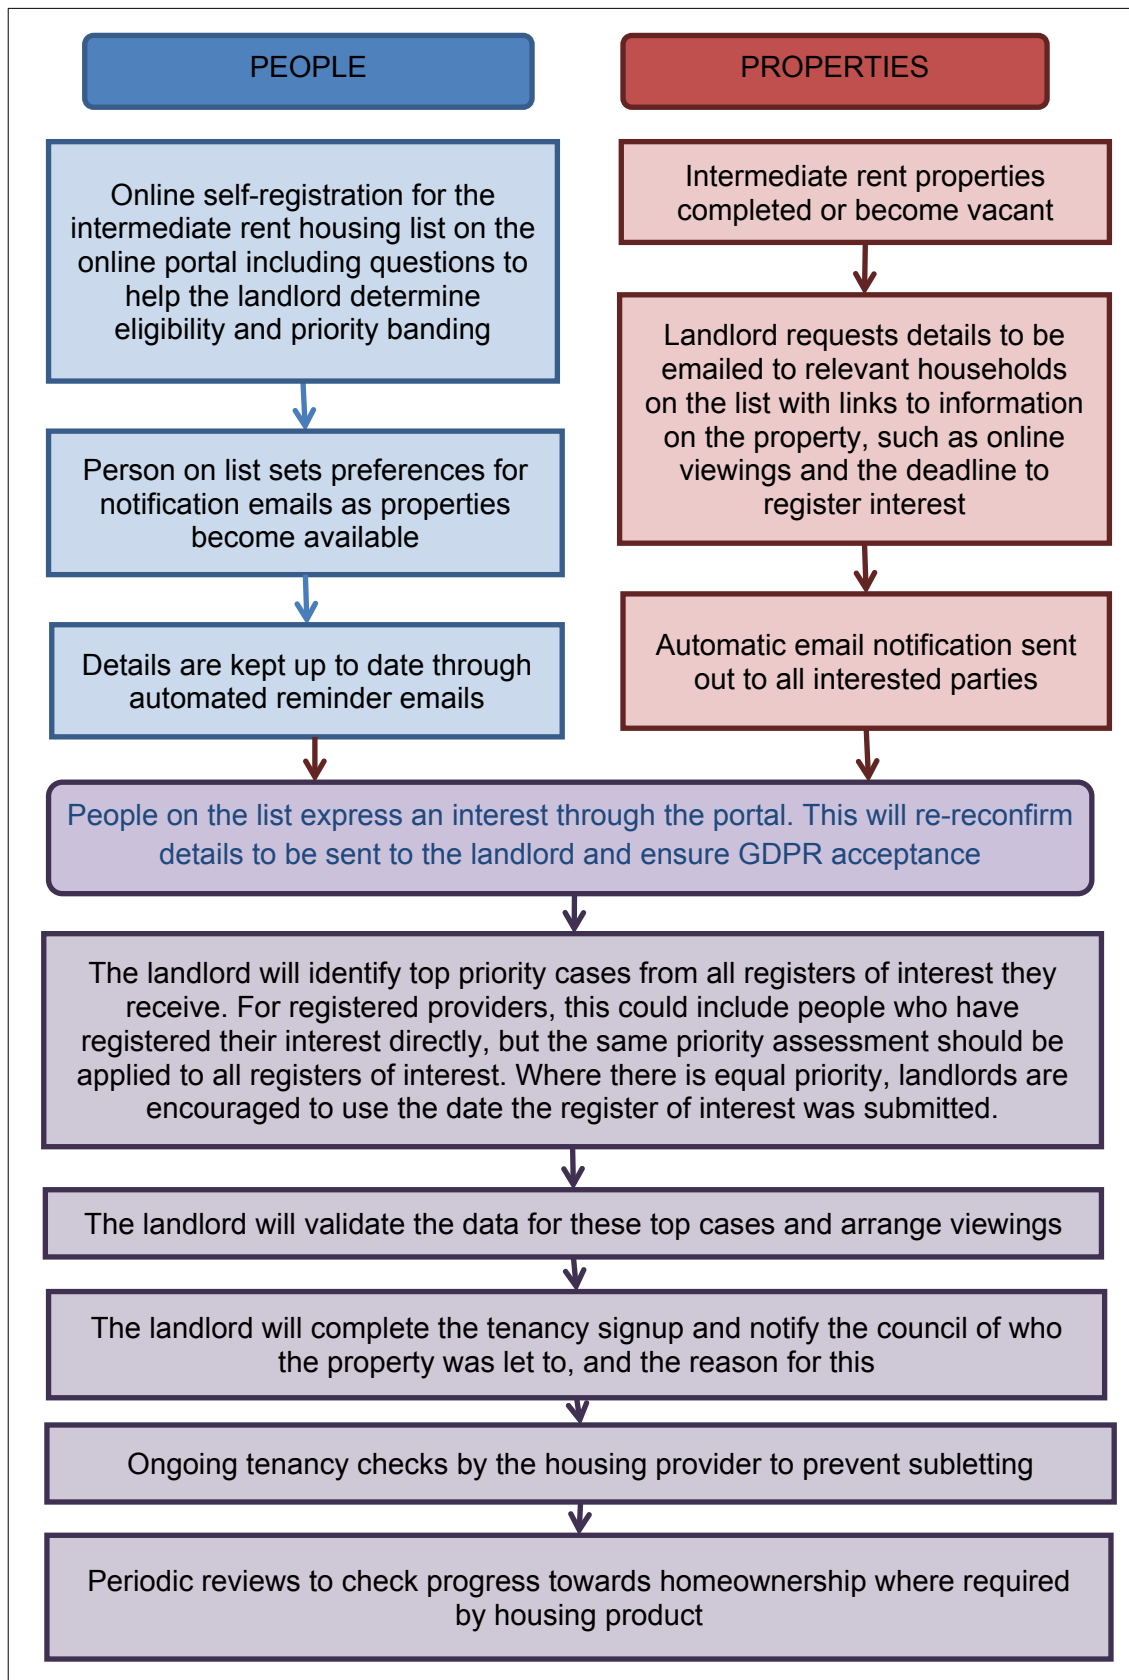 PEOPLE
PROPERTIES
Online self-registration for the
intermediate rent housing list on the
online portal including questions to
help the landlord determine
eligibility and priority banding
Person on list sets preferences for
notification emails as properties
become available
Details are kept up to date through
automated reminder emails
Intermediate rent properties
completed or become vacant
Landlord requests details to be
emailed to relevant households
on the list with links to information
on the property, such as online
viewings and the deadline to
register interest
Automatic email notification sent
out to all interested parties
People on the list express an interest through the portal. This will re-reconfirm
details to be sent to the landlord and ensure GDPR acceptance
The landlord will identify top priority cases from all registers of interest they
receive. For registered providers, this could include people who have
registered their interest directly, but the same priority assessment should be
applied to all registers of interest. Where there is equal priority, landlords are
encouraged to use the date the register of interest was submitted.
The landlord will validate the data for these top cases and arrange viewings
The landlord will complete the tenancy signup and notify the council of who
the property was let to, and the reason for this
Ongoing tenancy checks by the housing provider to prevent subletting
Periodic reviews to check progress towards homeownership where required
by housing product